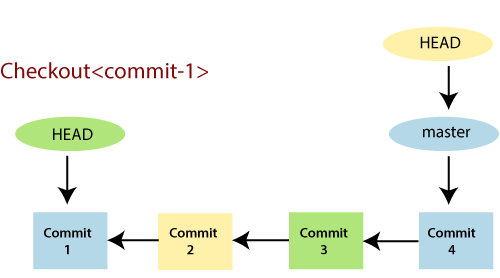 HEAD
Checkout<commit-1>
HEAD
master
Commit
1
Commit
2
Commit
3
Commit
4